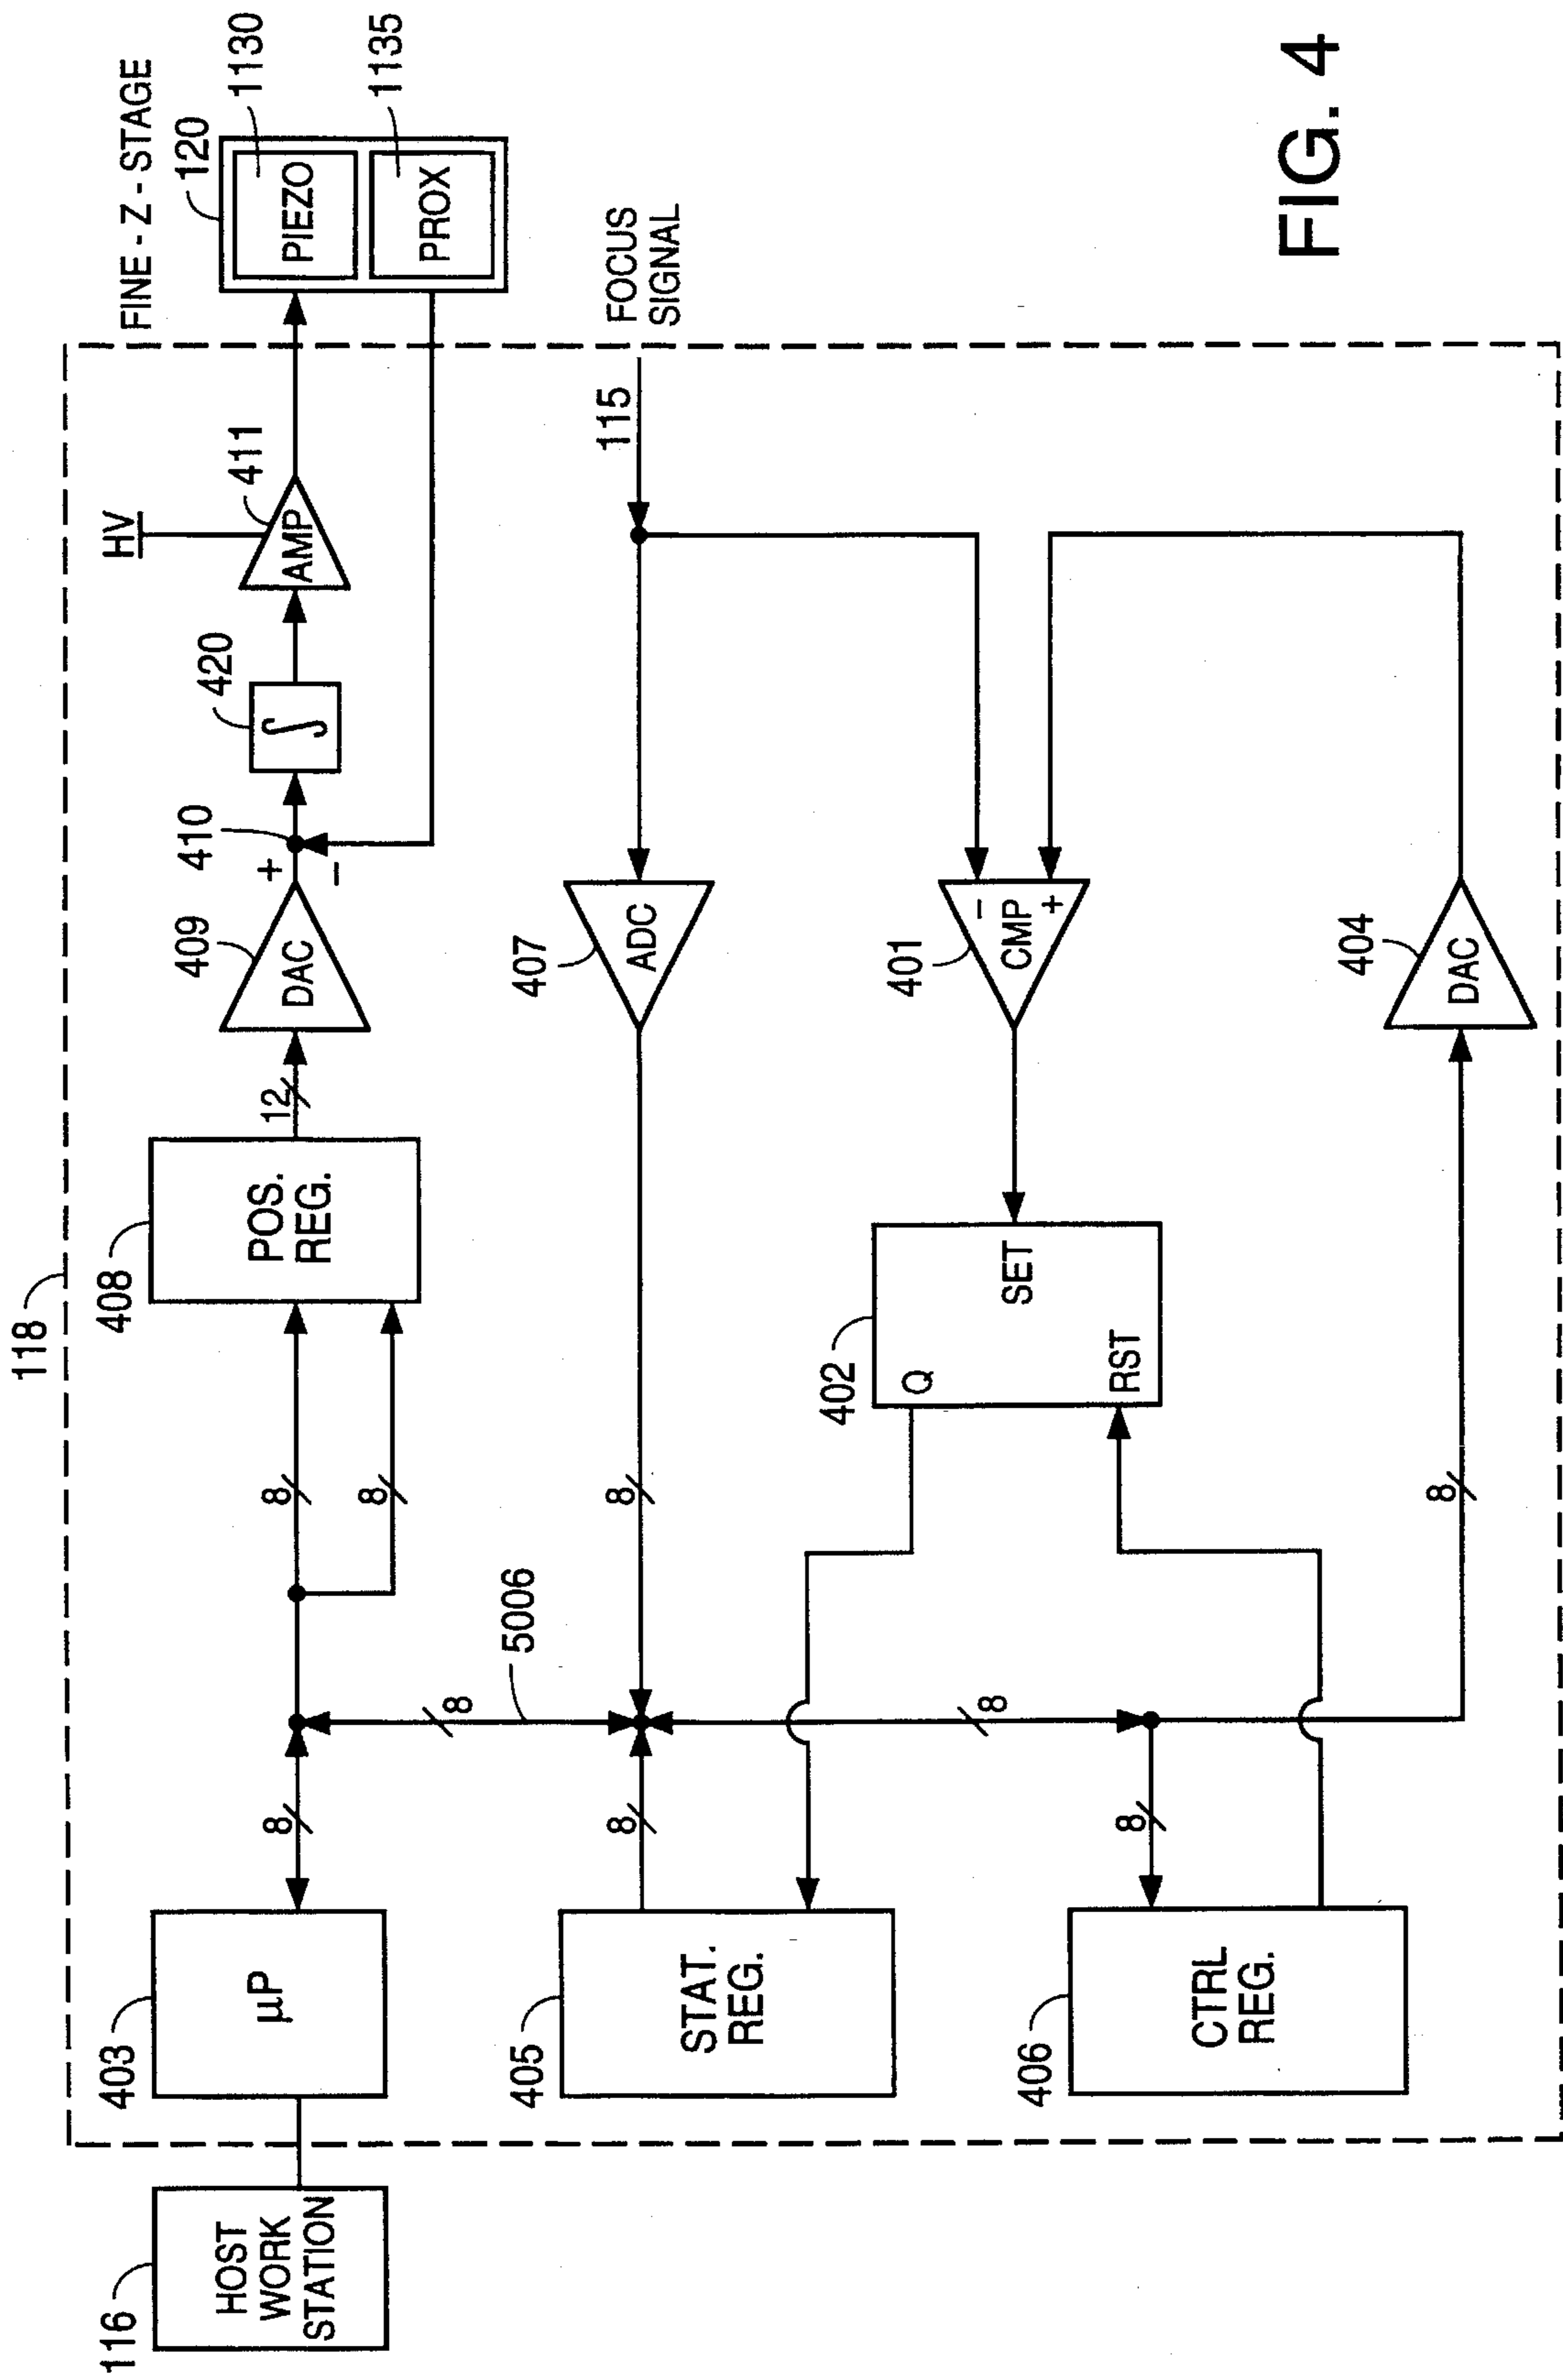 118
HOST
WORK
STATION
116
μP
403
8
8
8
POS.
REG.
408
12
DAC
409
+
−
410
∫
420
AMP
411
HV
FINE - Z - STAGE
120
PIEZO
1130
PROX
1135
5006
8
STAT.
REG.
405
8
8
ADC
407
115
FOCUS
SIGNAL
8
Q
SET
RST
402
CMP
−
+
401
CTRL
REG.
406
8
8
DAC
404
FIG. 4